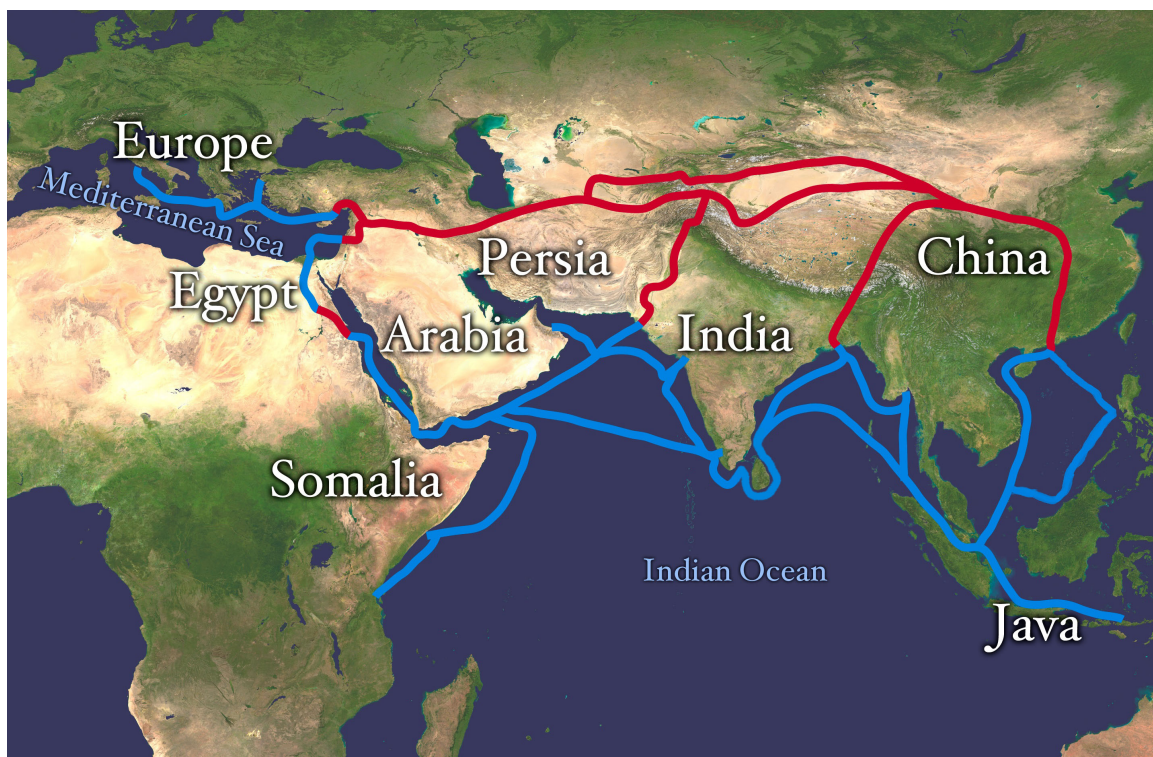 Europe
Mediterranean Sea
Egypt
Persia
China
Arabia
India
Somalia
Indian Ocean
Java